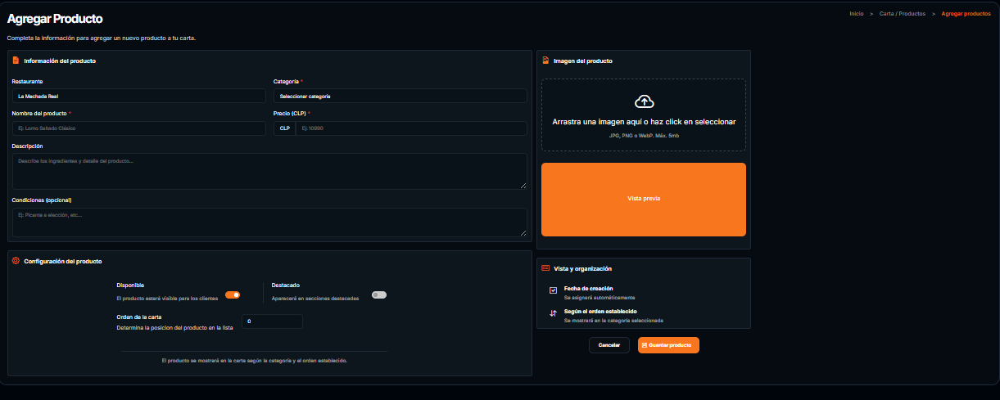 Agregar Producto
Inicio > Carta / Productos > Agregar productos
Completa la información para agregar un nuevo producto a tu carta.
Información del producto
Restaurante
La Mechada Real
Categoría *
Seleccionar categoría
Nombre del producto *
Ej: Lomo Saltado Clásico
Precio (CLP) *
CLP
Ej: 10990
Descripción
Describe los ingredientes y detalle del producto...
Condiciones (opcional)
Ej: Picante a elección, etc...
Configuración del producto
Disponible
El producto estará visible para los clientes
Destacado
Aparecerá en secciones destacadas
Orden de la carta
Determina la posicion del producto en la lista
0
El producto se mostrará en la carta según la categoría y el orden establecido.
Imagen del producto
Arrastra una imagen aquí o haz click en seleccionar
JPG, PNG o WebP. Máx. 5mb
Vista previa
Vista y organización
Fecha de creación
Se asignará automáticamente
Según el orden establecido
Se mostrará en la categoría seleccionada
Cancelar
Guardar producto